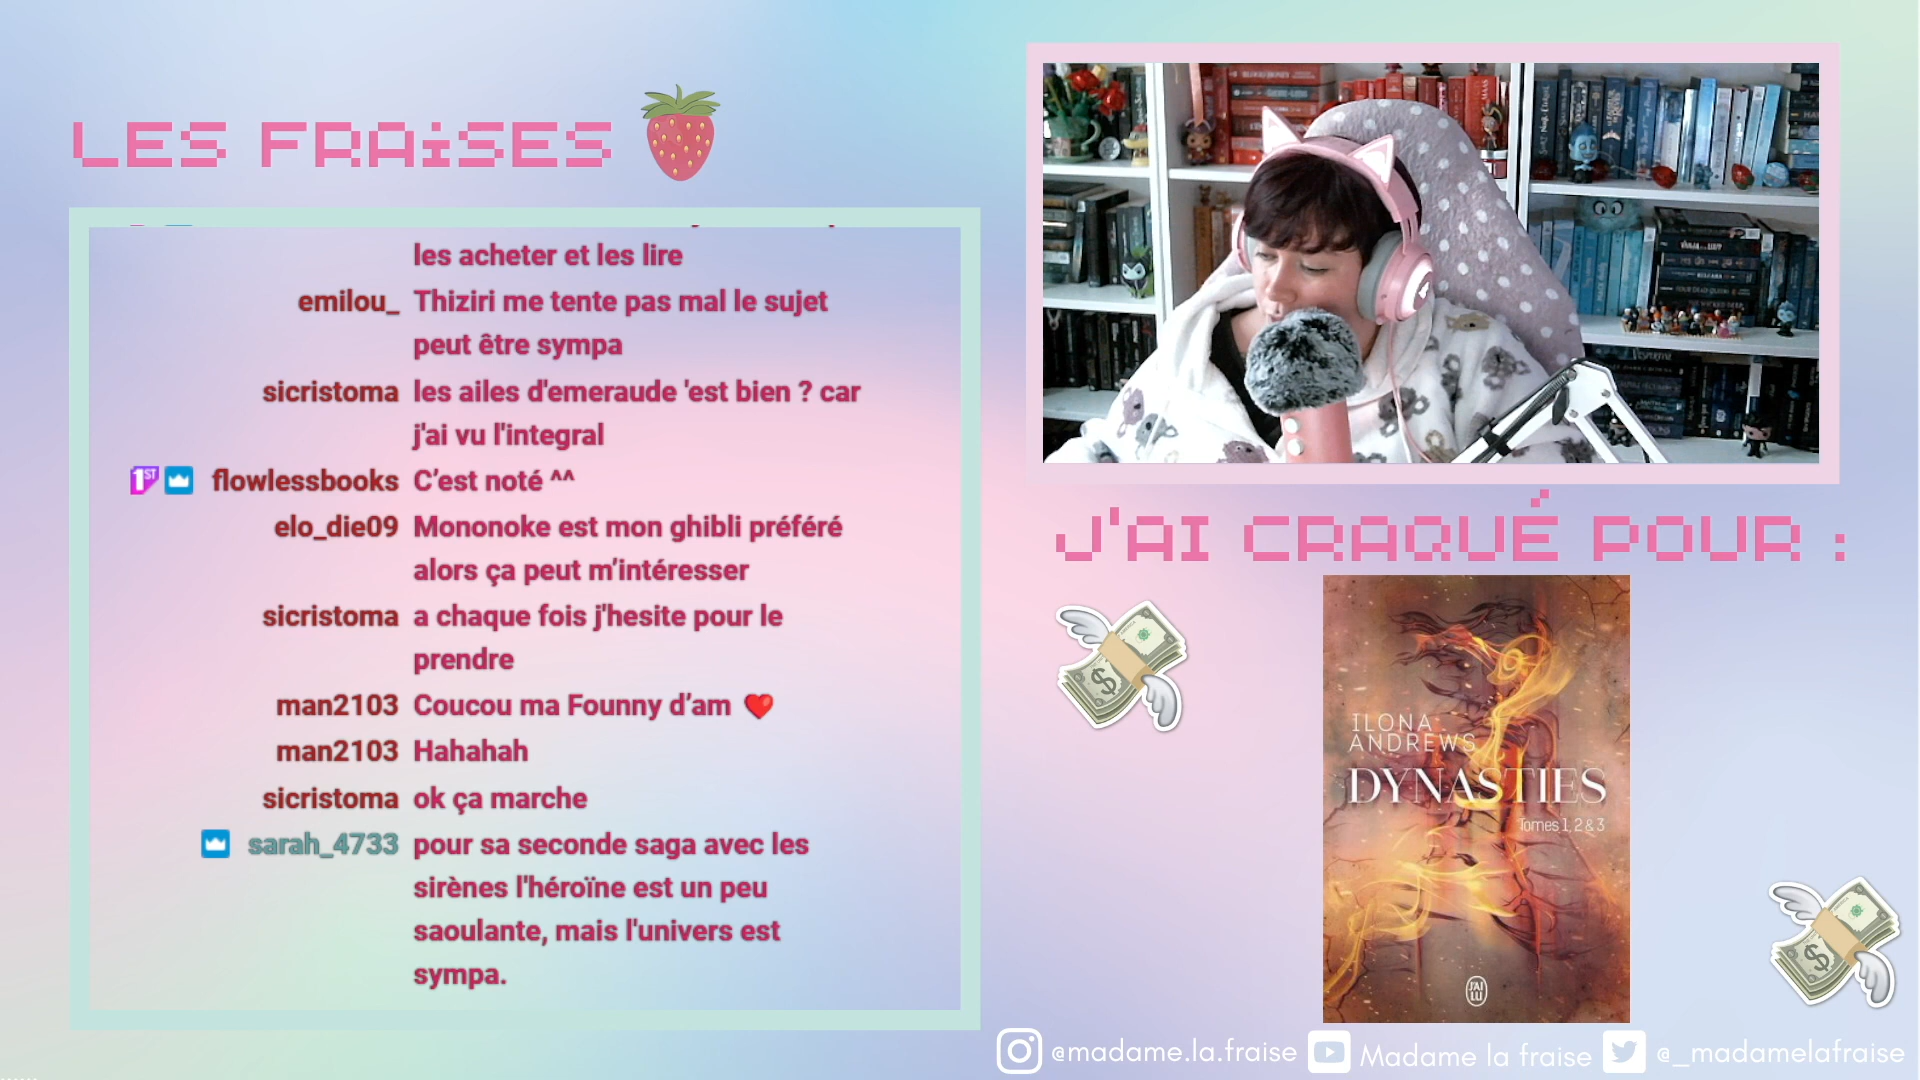 LES FRAiSES
les acheter et les lire
emilou_ Thiziri me tente pas mal le sujet
peut être sympa
sicristoma les ailes d'emeraude 'est bien ? car
j'ai vu l'integral
1ST flowlessbooks C’est noté ^^
elo_die09 Mononoke est mon ghibli préféré
alors ça peut m’intéresser
sicristoma a chaque fois j'hesite pour le
prendre
man2103 Coucou ma Founny d’am ❤️
man2103 Hahahah
sicristoma ok ça marche
sarah_4733 pour sa seconde saga avec les
sirènes l'héroïne est un peu
saoulante, mais l'univers est
sympa.
J'AI CRAQUÉ POUR :
ILONA
ANDREWS
DYNASTIES
Tomes 1, 2 & 3
J'AI
LU
@madame.la.fraise Madame la fraise @_madamelafraise